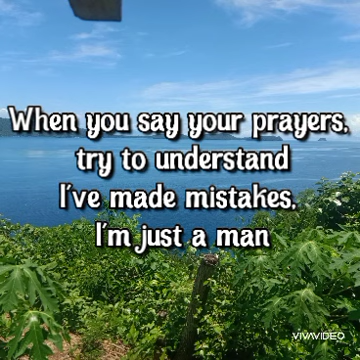 When you say your prayers,
try to understand
I've made mistakes,
I'm just a man
VIVAVIDEO